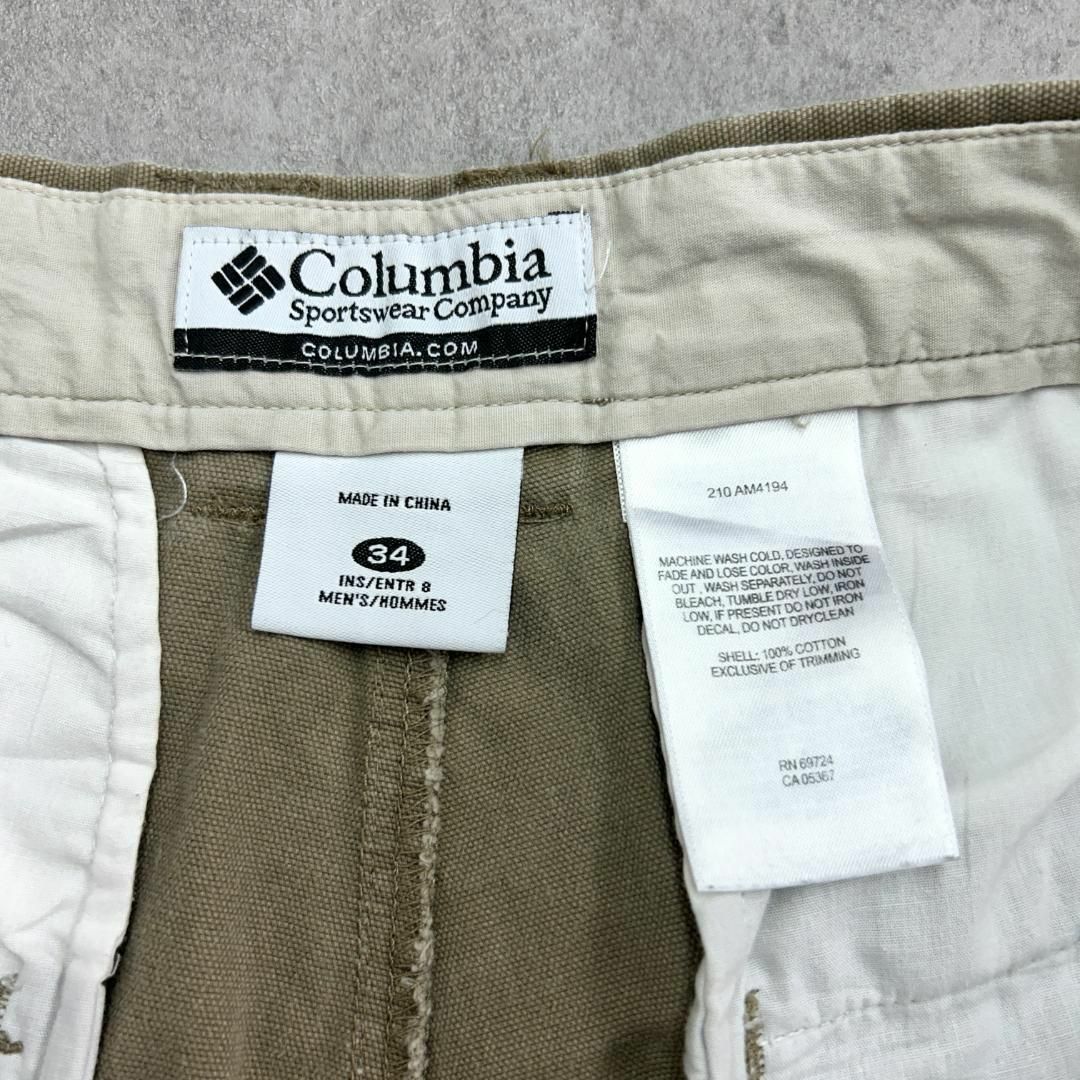 Columbia
Sportswear Company
COLUMBIA.COM
MADE IN CHINA
34
INS/ENTR 8
MEN'S/HOMMES
210 AM4194
MACHINE WASH COLD, DESIGNED TO
FADE AND LOSE COLOR, WASH INSIDE
OUT , WASH SEPARATELY, DO NOT
BLEACH, TUMBLE DRY LOW, IRON
LOW, IF PRESENT DO NOT IRON
DECAL, DO NOT DRYCLEAN
SHELL: 100% COTTON
EXCLUSIVE OF TRIMMING
RN 69724
CA 05367